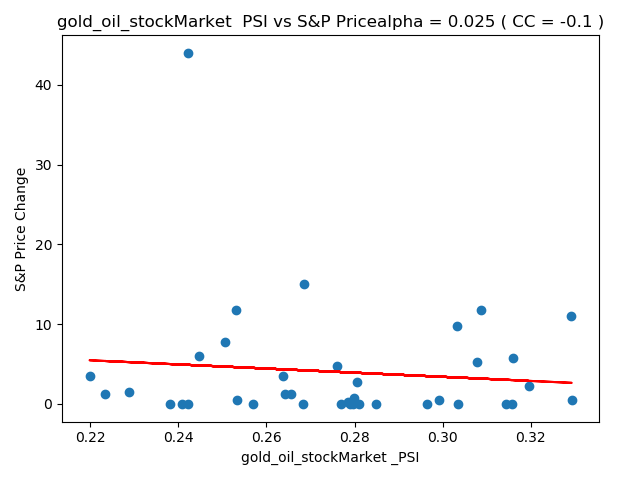 gold_oil_stockMarket  PSI vs S&P Pricealpha = 0.025 ( CC = -0.1 )
S&P Price Change
40
30
20
10
0
0.22 0.24 0.26 0.28 0.30 0.32
gold_oil_stockMarket _PSI